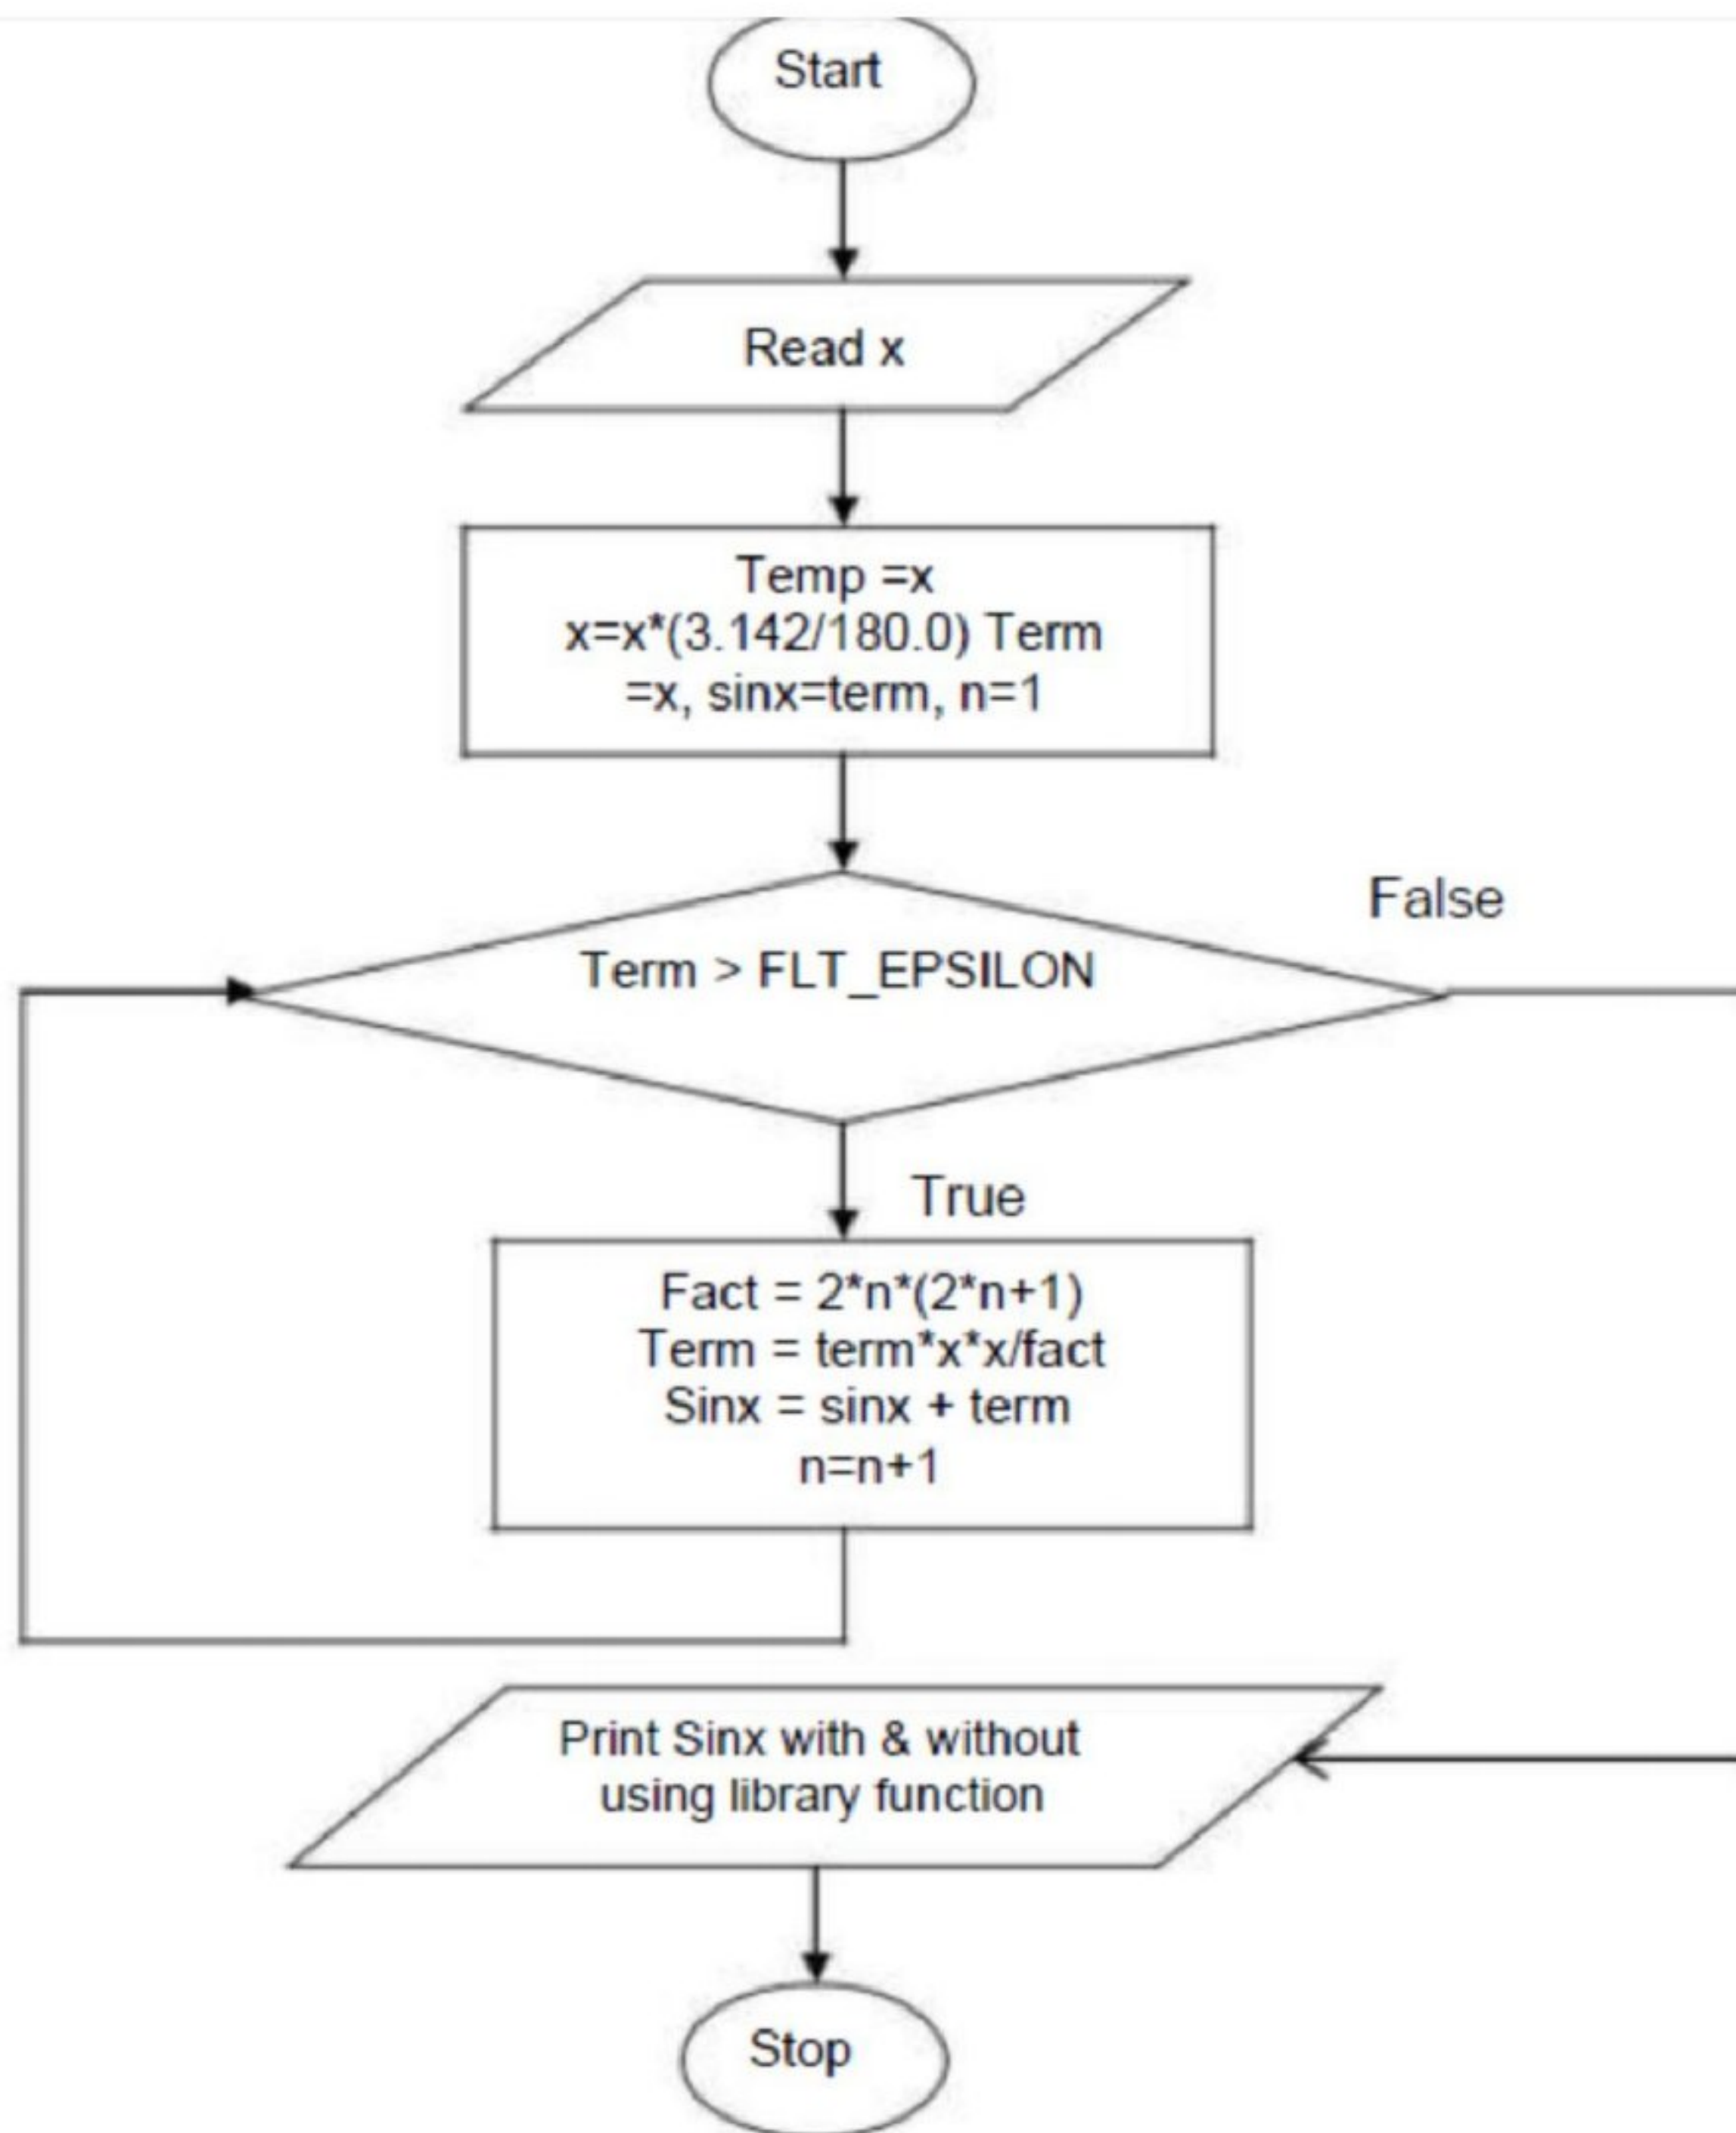 Start
Read x
Temp =x
x=x*(3.142/180.0) Term
=x, sinx=term, n=1
False
Term > FLT_EPSILON
True
Fact = 2*n*(2*n+1)
Term = term*x*x/fact
Sinx = sinx + term
n=n+1
Print Sinx with & without
using library function
Stop